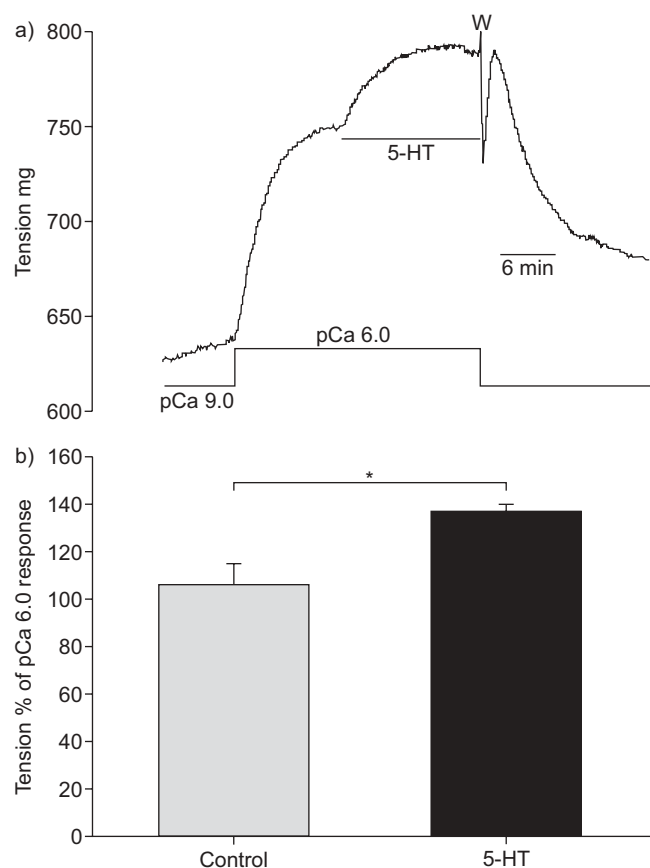 a)
Tension mg
800
750
700
650
600
W
5-HT
6 min
pCa 6.0
pCa 9.0
b)
Tension % of pCa 6.0 response
160
140
120
100
80
60
40
20
0
*
Control
5-HT